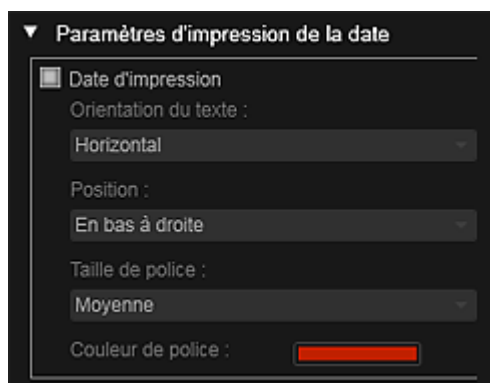 Paramètres d'impression de la date
Date d'impression
Orientation du texte :
Horizontal
Position :
En bas à droite
Taille de police :
Moyenne
Couleur de police :